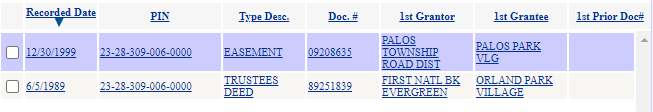 Recorded Date PIN Type Desc. Doc. # 1st Grantor 1st Grantee 1st Prior Doc#
12/30/1999 23-28-309-006-0000 EASEMENT 09208635 PALOS TOWNSHIP ROAD DIST PALOS PARK VLG
6/5/1989 23-28-309-006-0000 TRUSTEES DEED 89251839 FIRST NATL BK EVERGREEN ORLAND PARK VILLAGE